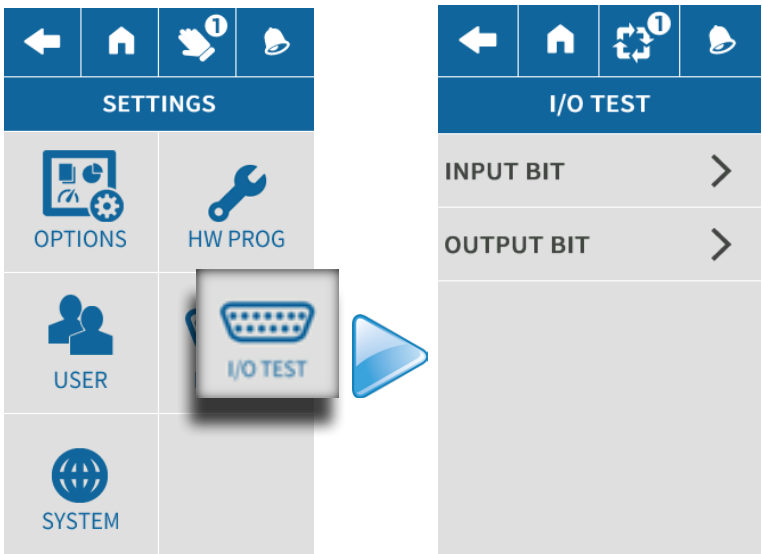 1
SETTINGS
OPTIONS
HW PROG
USER
I/O TEST
SYSTEM
1
I/O TEST
INPUT BIT
OUTPUT BIT